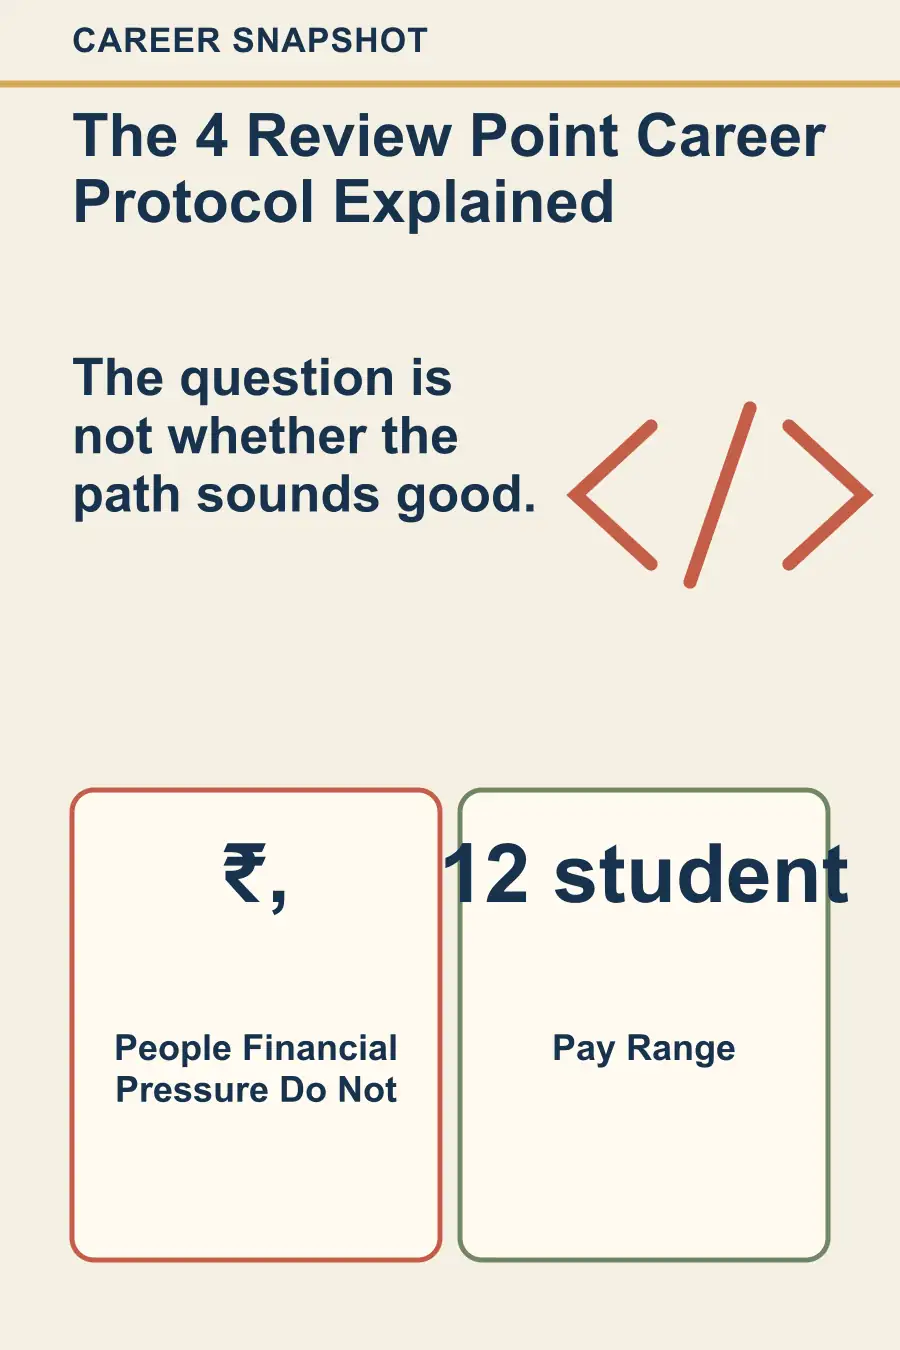 CAREER SNAPSHOT
The 4 Review Point Career
Protocol Explained
The question is
not whether the
path sounds good.
</>
₹,
People Financial
Pressure Do Not
12 student
Pay Range